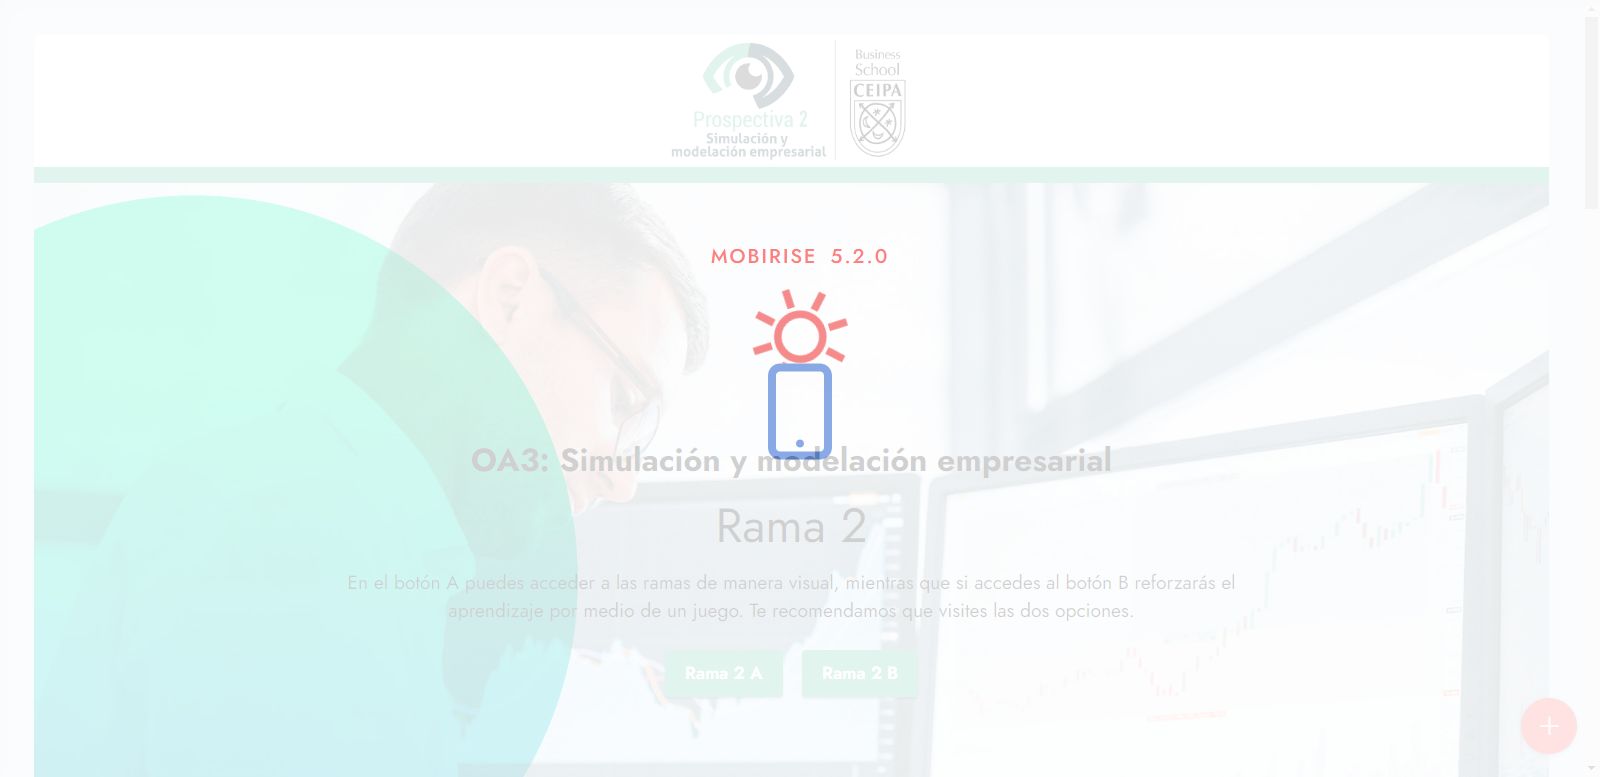 Business
School
CEIPA
Prospectiva 2
Simulación y
modelación empresarial
MOBIRISE 5.2.0
OA3: Simulación y modelación empresarial
Rama 2
En el botón A puedes acceder a las ramas de manera visual, mientras que si accedes al botón B reforzarás el
aprendizaje por medio de un juego. Te recomendamos que visites las dos opciones.
Rama 2 A
Rama 2 B